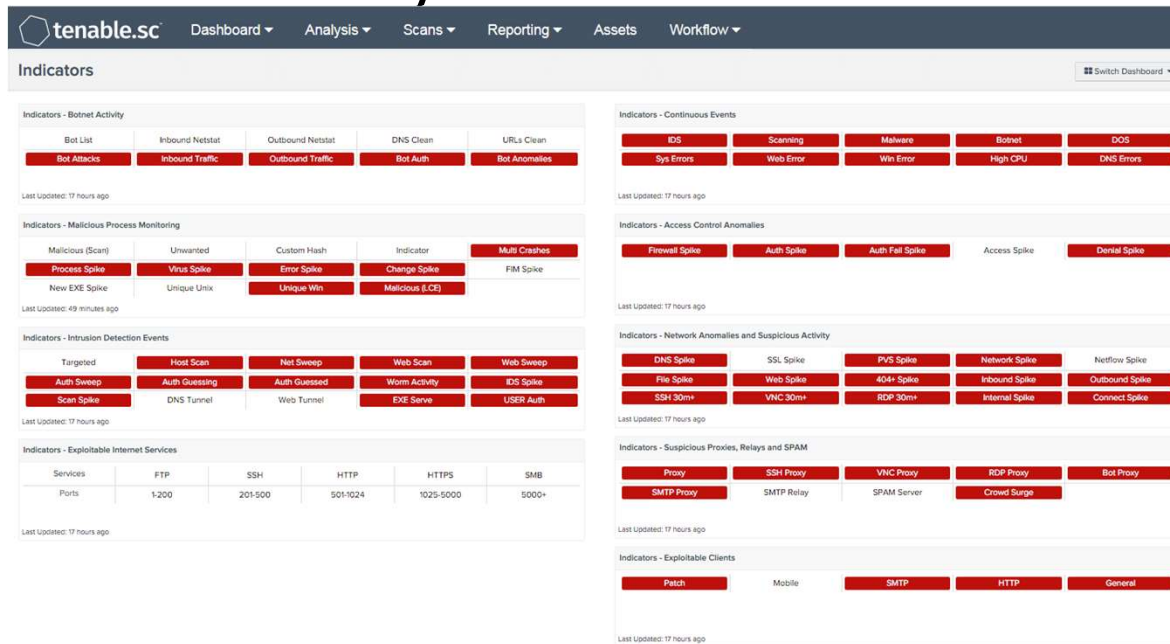 tenable.sc Dashboard Analysis Scans Reporting Assets Workflow
Indicators Switch Dashboard
Indicators - Botnet Activity
Bot List Inbound Netstat Outbound Netstat DNS Clean URLs Clean
Bot Attacks Inbound Traffic Outbound Traffic Bot Auth Bot Anomalies
Last Updated: 17 hours ago
Indicators - Malicious Process Monitoring
Malicious (Scan) Unwanted Custom Hash Indicator Multi Crashes
Process Spike Virus Spike Error Spike Change Spike FIM Spike
New EXE Spike Unique Unix Unique Win Malicious (LCE)
Last Updated: 49 minutes ago
Indicators - Intrusion Detection Events
Targeted Host Scan Net Sweep Web Scan Web Sweep
Auth Sweep Auth Guessing Auth Guessed Worm Activity IDS Spike
Scan Spike DNS Tunnel Web Tunnel EXE Serve USER Auth
Last Updated: 17 hours ago
Indicators - Exploitable Internet Services
Services FTP SSH HTTP HTTPS SMB
Ports 1-200 201-500 501-1024 1025-5000 5000+
Last Updated: 17 hours ago
Indicators - Continuous Events
IDS Scanning Malware Botnet DOS
Sys Errors Web Error Win Error High CPU DNS Errors
Last Updated: 17 hours ago
Indicators - Access Control Anomalies
Firewall Spike Auth Spike Auth Fail Spike Access Spike Denial Spike
Last Updated: 17 hours ago
Indicators - Network Anomalies and Suspicious Activity
DNS Spike SSL Spike PVS Spike Network Spike Netflow Spike
File Spike Web Spike 404+ Spike Inbound Spike Outbound Spike
SSH 30m+ VNC 30m+ RDP 30m+ Internal Spike Connect Spike
Last Updated: 17 hours ago
Indicators - Suspicious Proxies, Relays and SPAM
Proxy SSH Proxy VNC Proxy RDP Proxy Bot Proxy
SMTP Proxy SMTP Relay SPAM Server Crowd Surge
Last Updated: 17 hours ago
Indicators - Exploitable Clients
Patch Mobile SMTP HTTP General
Last Updated: 17 hours ago